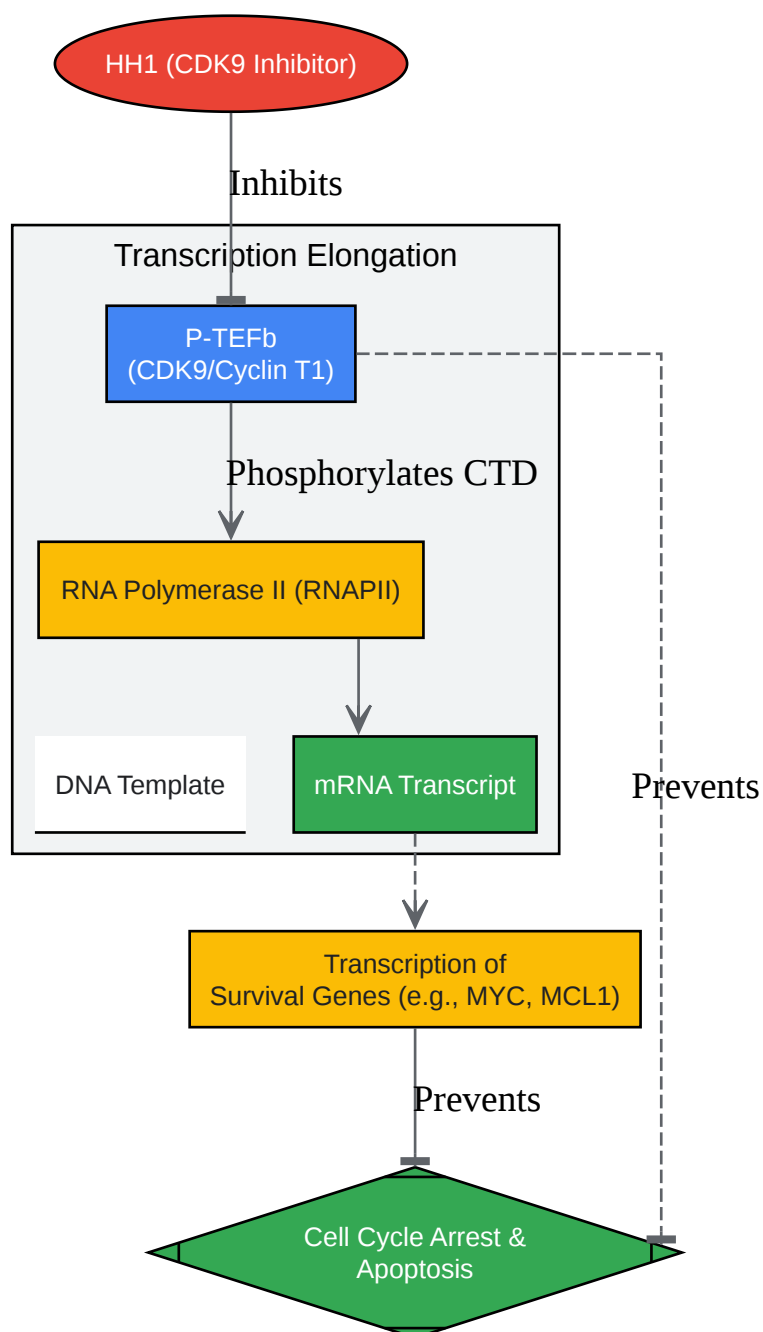 HH1 (CDK9 Inhibitor)
Inhibits
Transcription Elongation
P-TEFb
(CDK9/Cyclin T1)
Phosphorylates CTD
RNA Polymerase II (RNAPII)
DNA Template
mRNA Transcript
Prevents
Transcription of
Survival Genes (e.g., MYC, MCL1)
Prevents
Cell Cycle Arrest &
Apoptosis